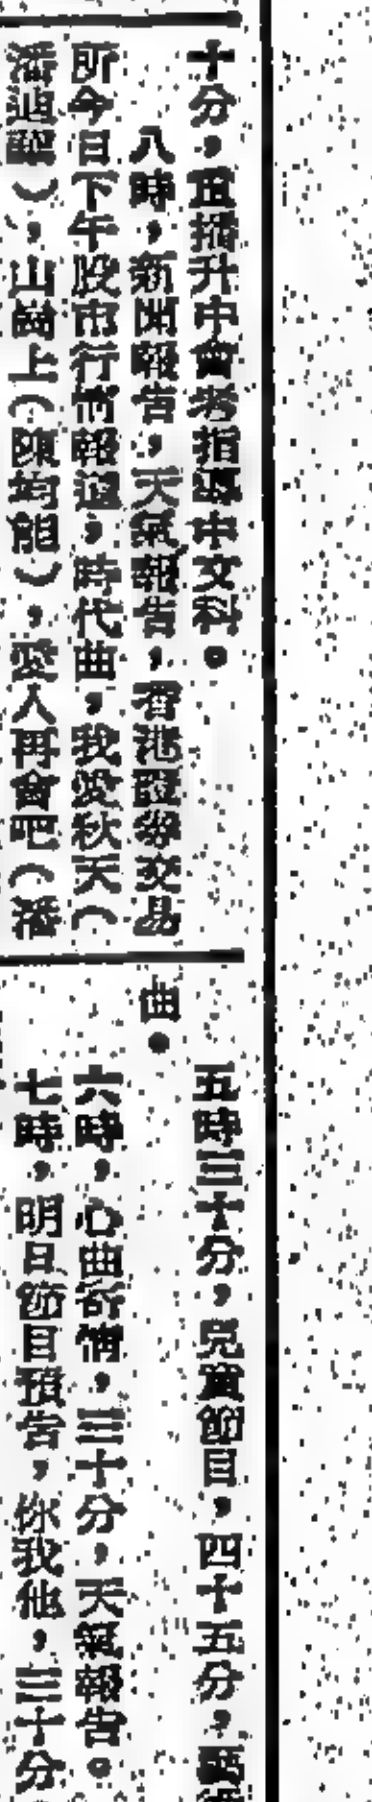 十分，直播升中會考指導中文科。
八時，新聞報告，天氣報告，香港證券交易
所今日下午股市行情報道，時代曲，我愛秋天（
潘迪華），山崗上（陳均能），愛人再會吧（潘
五時三十分，兒童節目，四十五分，
曲。
六時，心曲寄情，三十分，天氣報告。
七時，明日節目預告，你我他，三十分